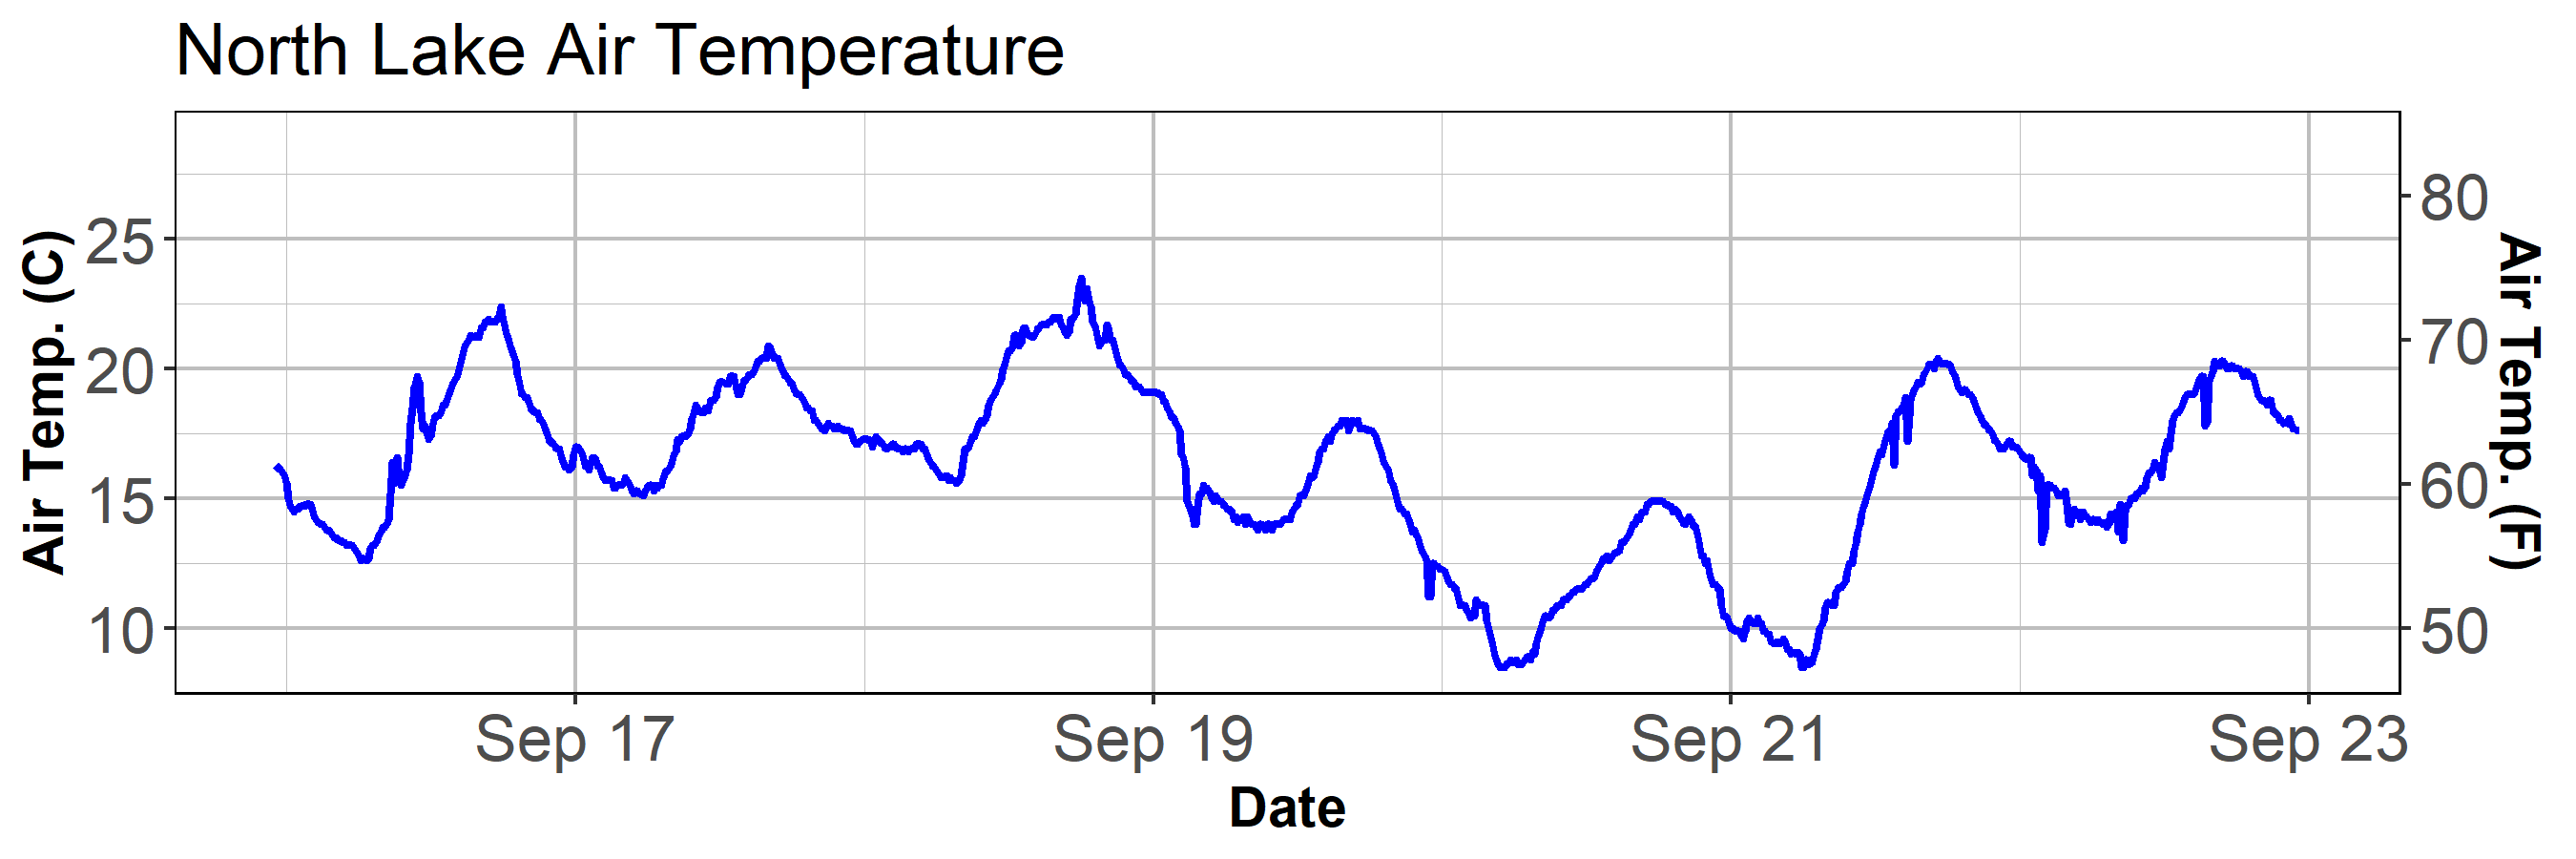 North Lake Air Temperature
Air Temp. (C)
25
20
15
10
80
70
60
50
Air Temp. (F)
Sep 17 Sep 19 Sep 21 Sep 23
Date